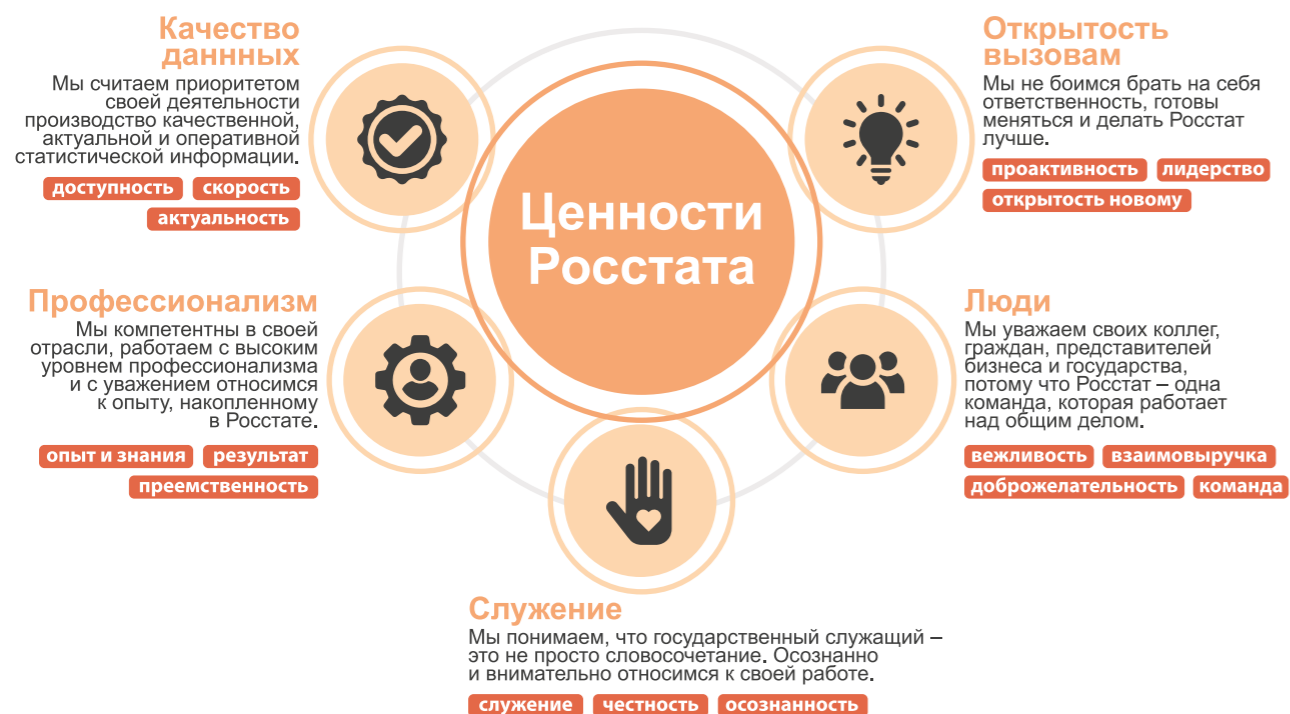 Качество
даннных
Мы считаем приоритетом
своей деятельности
производство качественной,
актуальной и оперативной
статистической информации.
доступность скорость
актуальность
Ценности
Росстата
Открытость
вызовам
Мы не боимся брать на себя
ответственность, готовы
меняться и делать Росстат
лучше.
проактивность лидерство
открытость новому
Профессионализм
Мы компетентны в своей
отрасли, работаем с высоким
уровнем профессионализма
и с уважением относимся
к опыту, накопленному
в Росстате.
опыт и знания результат
преемственность
Люди
Мы уважаем своих коллег,
граждан, представителей
бизнеса и государства,
потому что Росстат – одна
команда, которая работает
над общим делом.
вежливость взаимовыручка
доброжелательность команда
Служение
Мы понимаем, что государственный служащий –
это не просто словосочетание. Осознанно
и внимательно относимся к своей работе.
служение честность осознанность